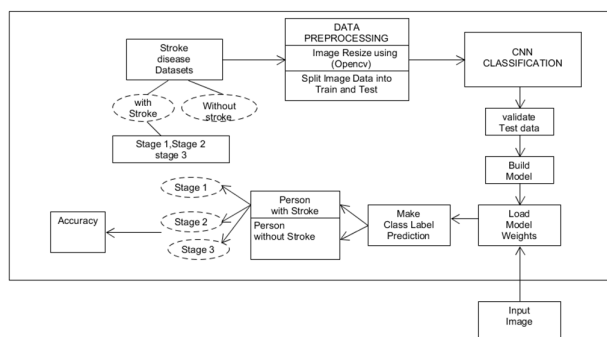 Stroke
disease
Datasets
DATA
PREPROCESSING
Image Resize using
(Opencv)
Split Image Data into
Train and Test
CNN
CLASSIFICATION
with
Stroke
Without
stroke
Stage 1,Stage 2
stage 3
validate
Test data
Build
Model
Load
Model
Weights
Make
Class Label
Prediction
Person
with Stroke
Person
without Stroke
Stage 1
Stage 2
Stage 3
Accuracy
Input
Image